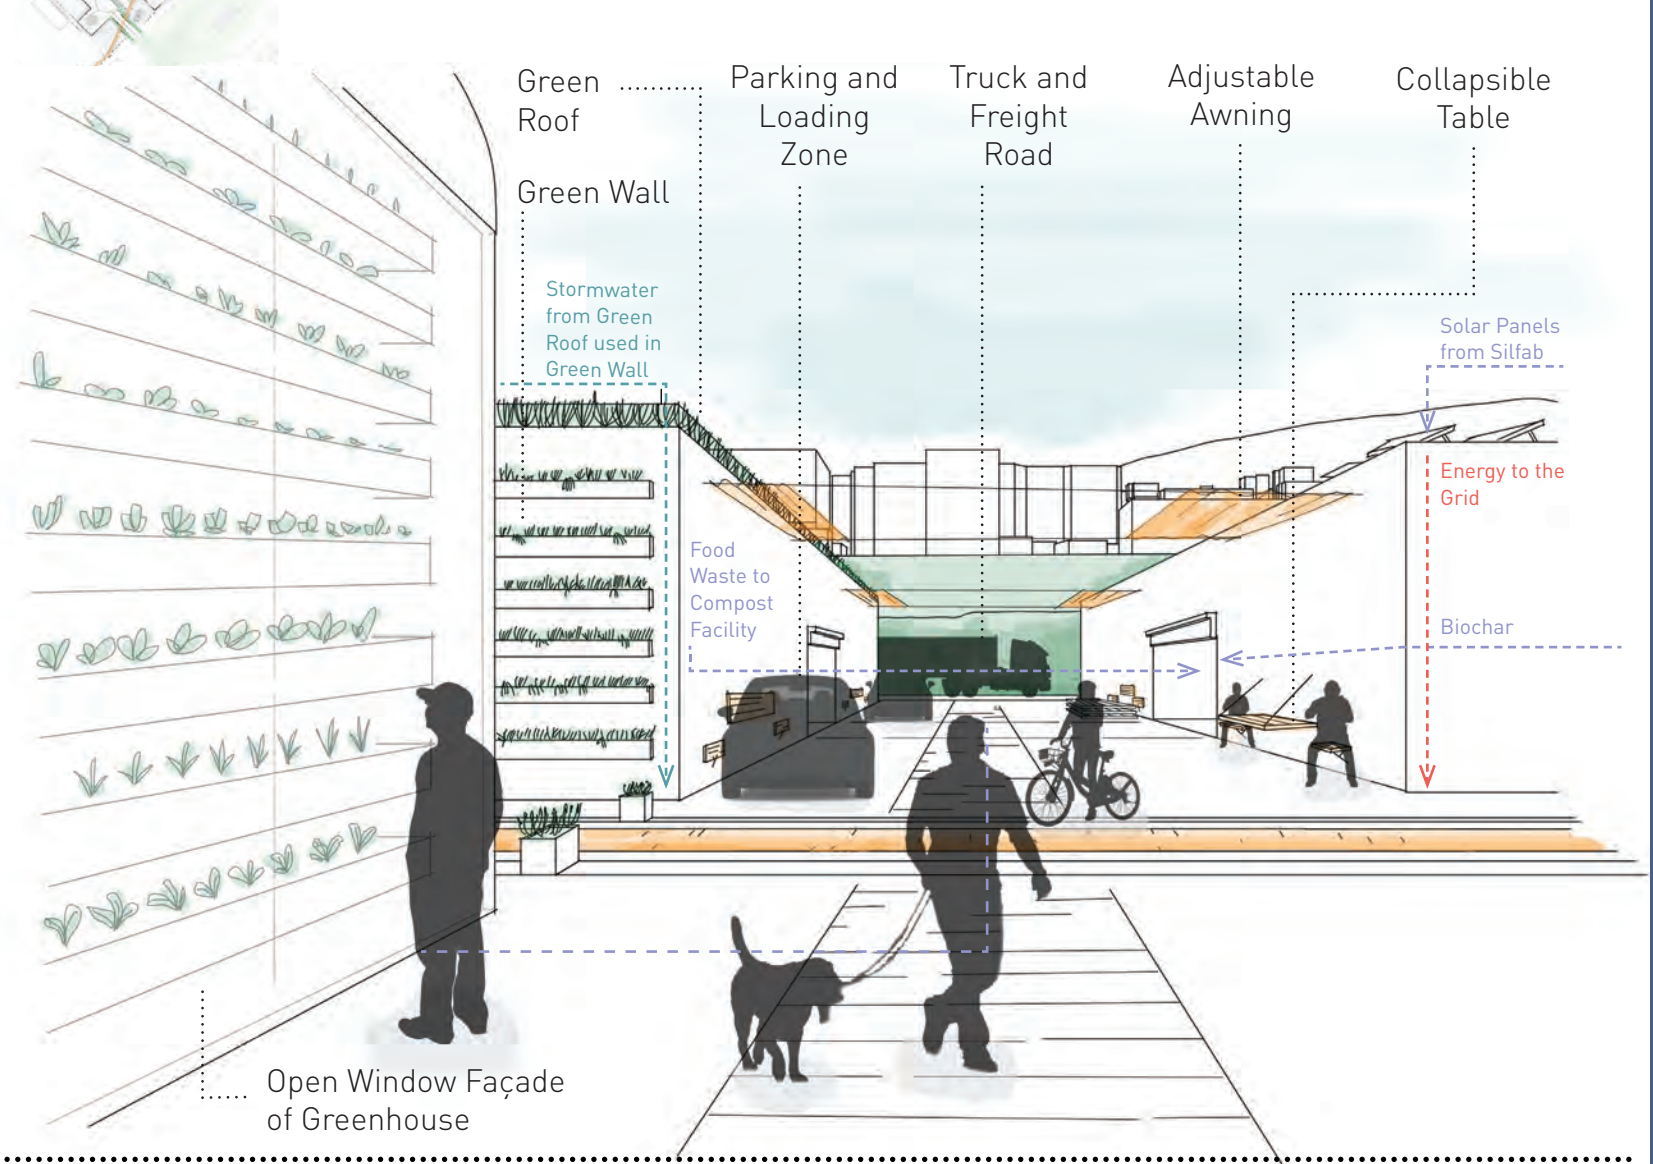 Green
Roof
Parking and
Loading
Zone
Truck and
Freight
Road
Adjustable
Awning
Collapsible
Table
Green Wall
Stormwater
from Green
Roof used in
Green Wall
Solar Panels
from Silfab
Energy to the
Grid
Food
Waste to
Compost
Facility
Biochar
Open Window Façade
of Greenhouse